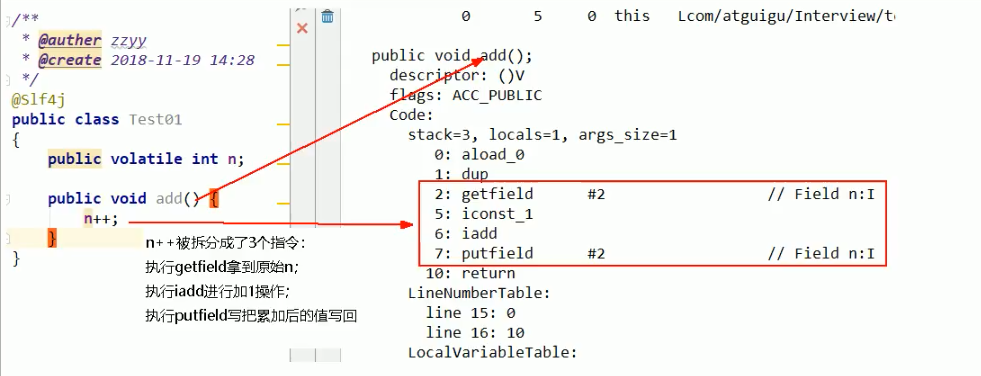 /**
* @auther zzyy
* @create 2018-11-19 14:28
*/
@Slf4j
public class Test01
{
public volatile int n;
public void add() {
n++;
}
}
n++被拆分成了3个指令:
执行getfield拿到原始n;
执行iadd进行加1操作;
执行putfield写把累加后的值写回
0 5 0 this Lcom/atguigu/Interview/te
public void add();
descriptor: ()V
flags: ACC_PUBLIC
Code:
stack=3, locals=1, args_size=1
0: aload_0
1: dup
2: getfield #2 // Field n:I
5: iconst_1
6: iadd
7: putfield #2 // Field n:I
10: return
LineNumberTable:
line 15: 0
line 16: 10
LocalVariableTable: